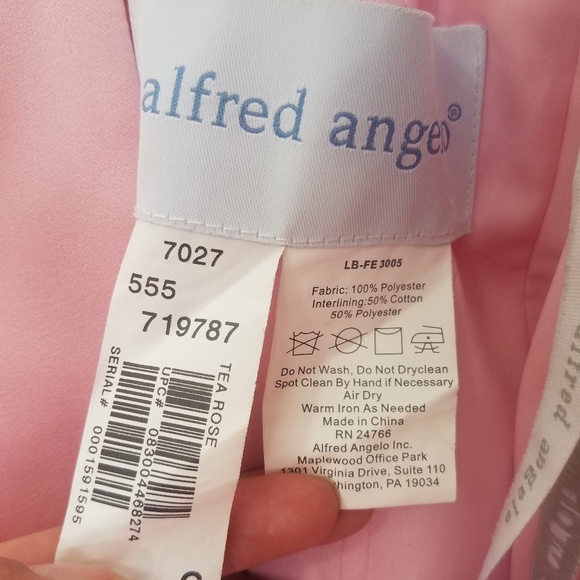 alfred angelo®
7027
555
719787
TEA ROSE
UPC# 083004468274
SERIAL# 0001591595
LB-FE 3005
Fabric: 100% Polyester
Interlining:50% Cotton
50% Polyester
Do Not Wash, Do Not Dryclean
Spot Clean By Hand if Necessary
Air Dry
Warm Iron As Needed
Made in China
RN 24766
Alfred Angelo Inc.
Maplewood Office Park
1301 Virginia Drive, Suite 110
hington, PA 19034
alfred angelo